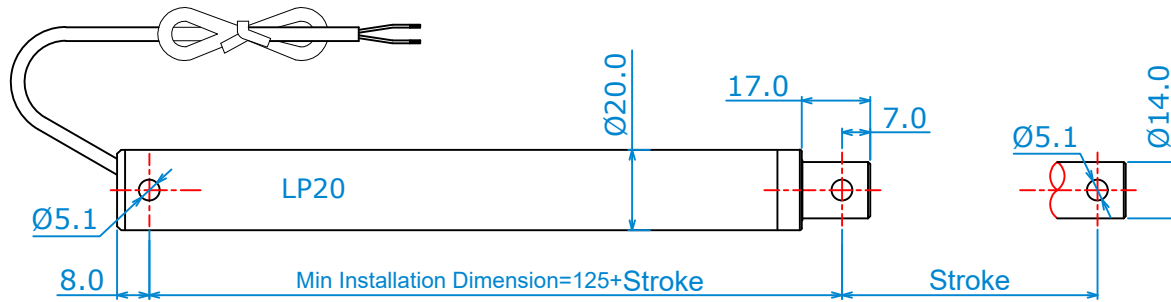 Ø20.0
17.0
7.0
Ø14.0
Ø5.1
LP20
Ø5.1
8.0
Min Installation Dimension=125+Stroke
Stroke